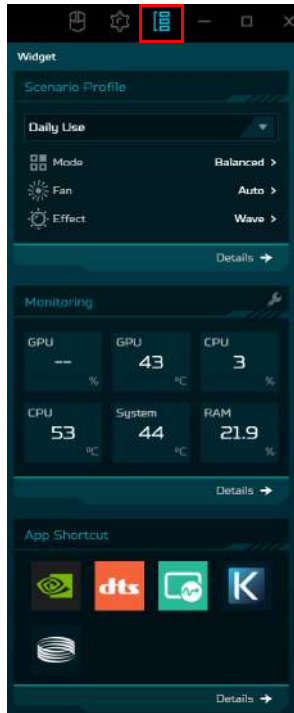 Widget
Scenario Profile
Daily Use
Mode Balanced >
Fan Auto >
Effect Wave >
Details →
Monitoring
GPU GPU CPU
-- 43 3
% °C %
CPU System RAM
53 44 21.9
°C °C %
Details →
App Shortcut
dts K
Details →